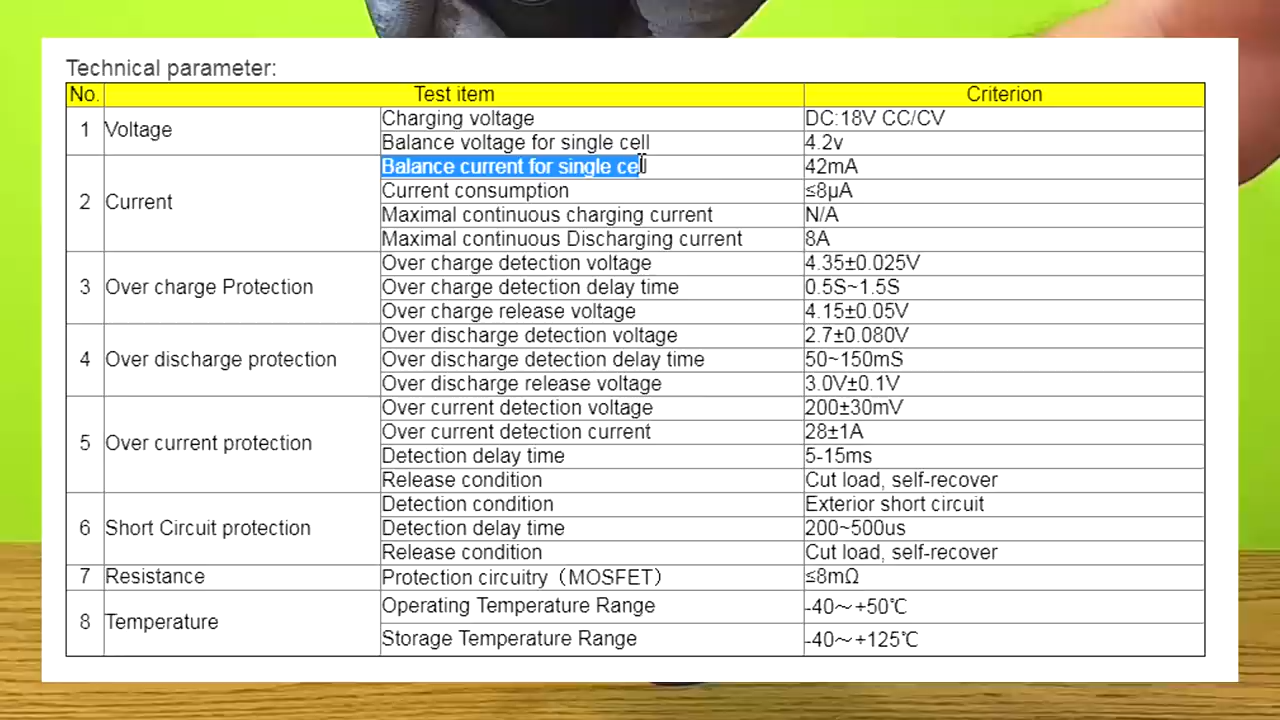 Technical parameter:
No. Test item Criterion
1 Voltage Charging voltage DC:18V CC/CV
Balance voltage for single cell 4.2v
2 Current Balance current for single cell 42mA
Current consumption ≤8μA
Maximal continuous charging current N/A
Maximal continuous Discharging current 8A
3 Over charge Protection Over charge detection voltage 4.35±0.025V
Over charge detection delay time 0.5S~1.5S
Over charge release voltage 4.15±0.05V
4 Over discharge protection Over discharge detection voltage 2.7±0.080V
Over discharge detection delay time 50~150mS
Over discharge release voltage 3.0V±0.1V
5 Over current protection Over current detection voltage 200±30mV
Over current detection current 28±1A
Detection delay time 5-15ms
Release condition Cut load, self-recover
6 Short Circuit protection Detection condition Exterior short circuit
Detection delay time 200~500us
Release condition Cut load, self-recover
7 Resistance Protection circuitry（MOSFET） ≤8mΩ
8 Temperature Operating Temperature Range -40～+50℃
Storage Temperature Range -40～+125℃